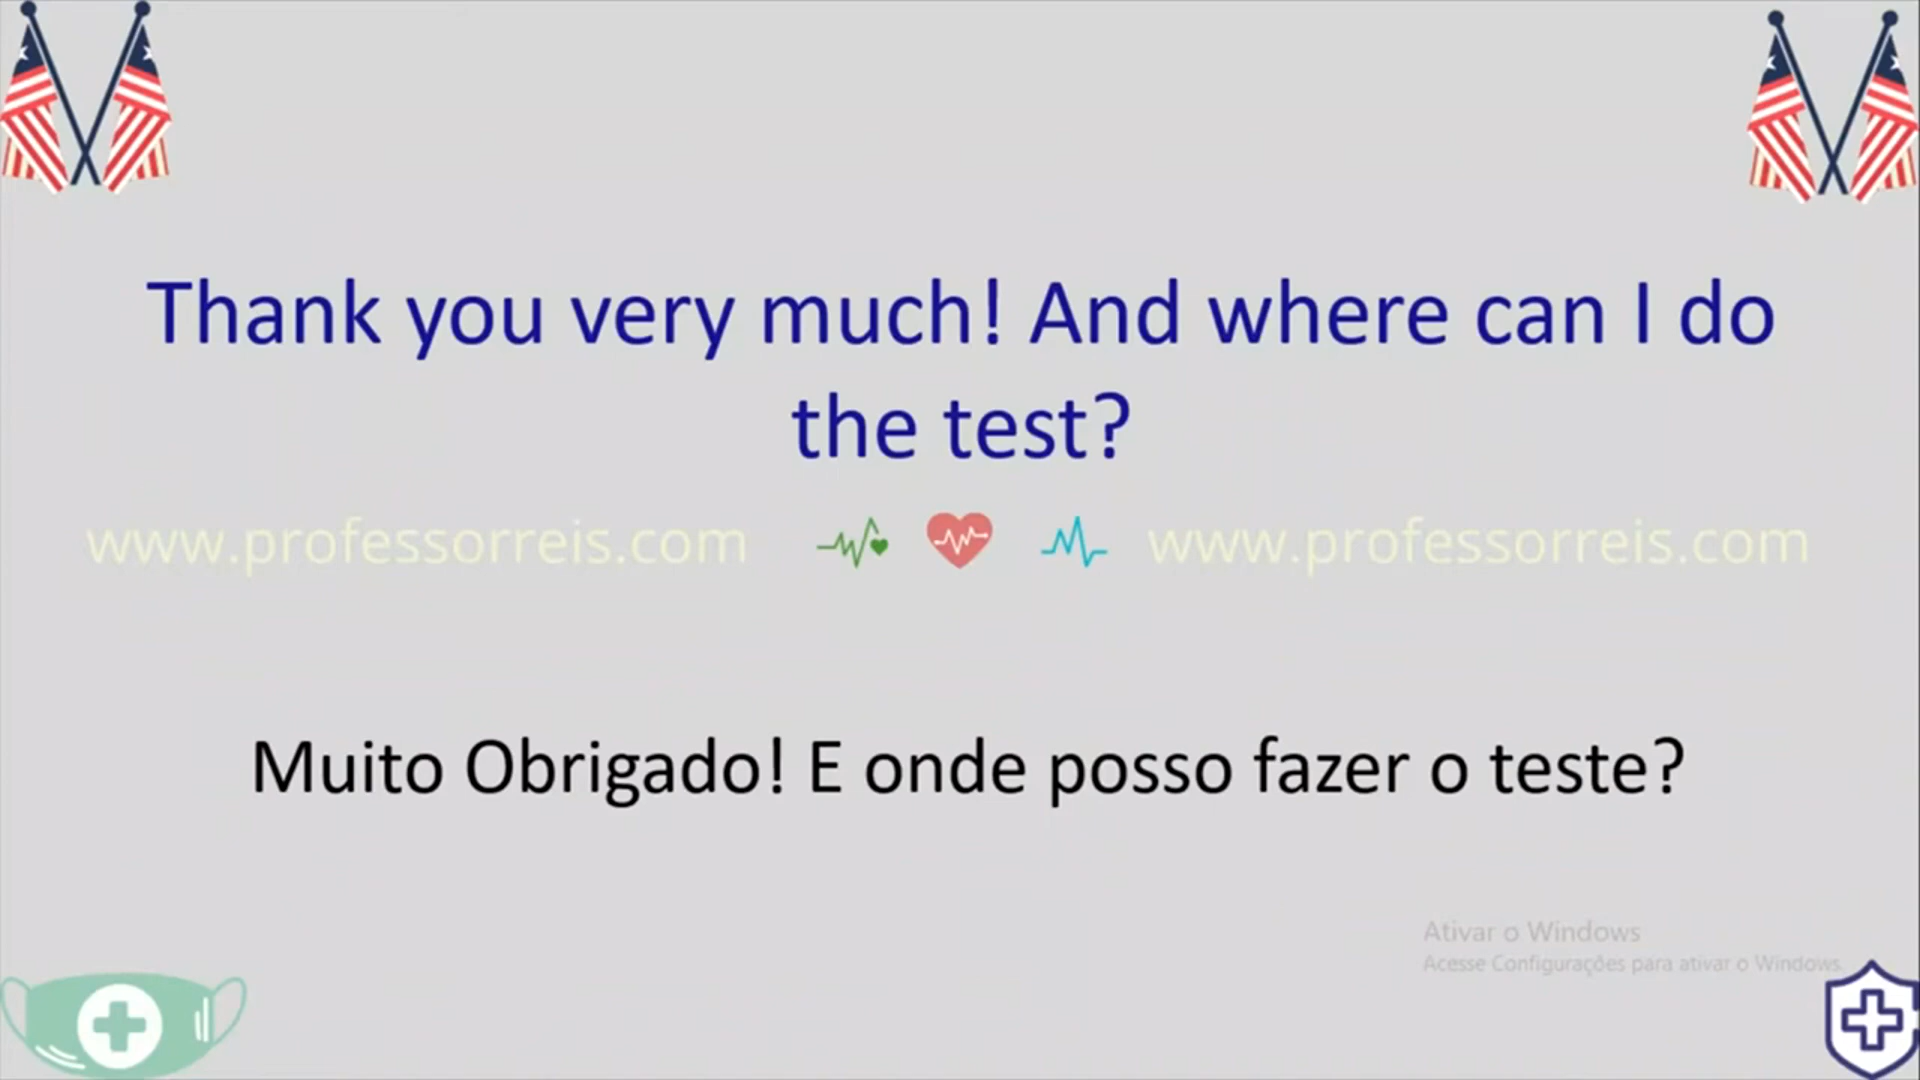 Thank you very much! And where can I do
the test?
www.professorreis.com www.professorreis.com
Muito Obrigado! E onde posso fazer o teste?
Ativar o Windows
Acesse Configurações para ativar o Windows.